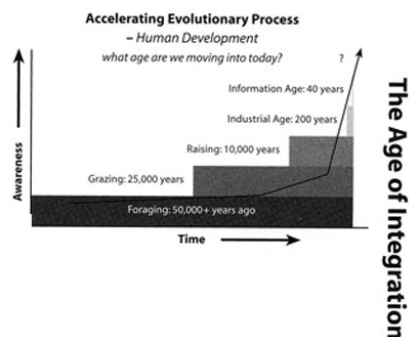 Accelerating Evolutionary Process
– Human Development
what age are we moving into today?
?
Information Age: 40 years
Industrial Age: 200 years
Raising: 10,000 years
Grazing: 25,000 years
Foraging: 50,000+ years ago
Awareness
Time
The Age of Integration